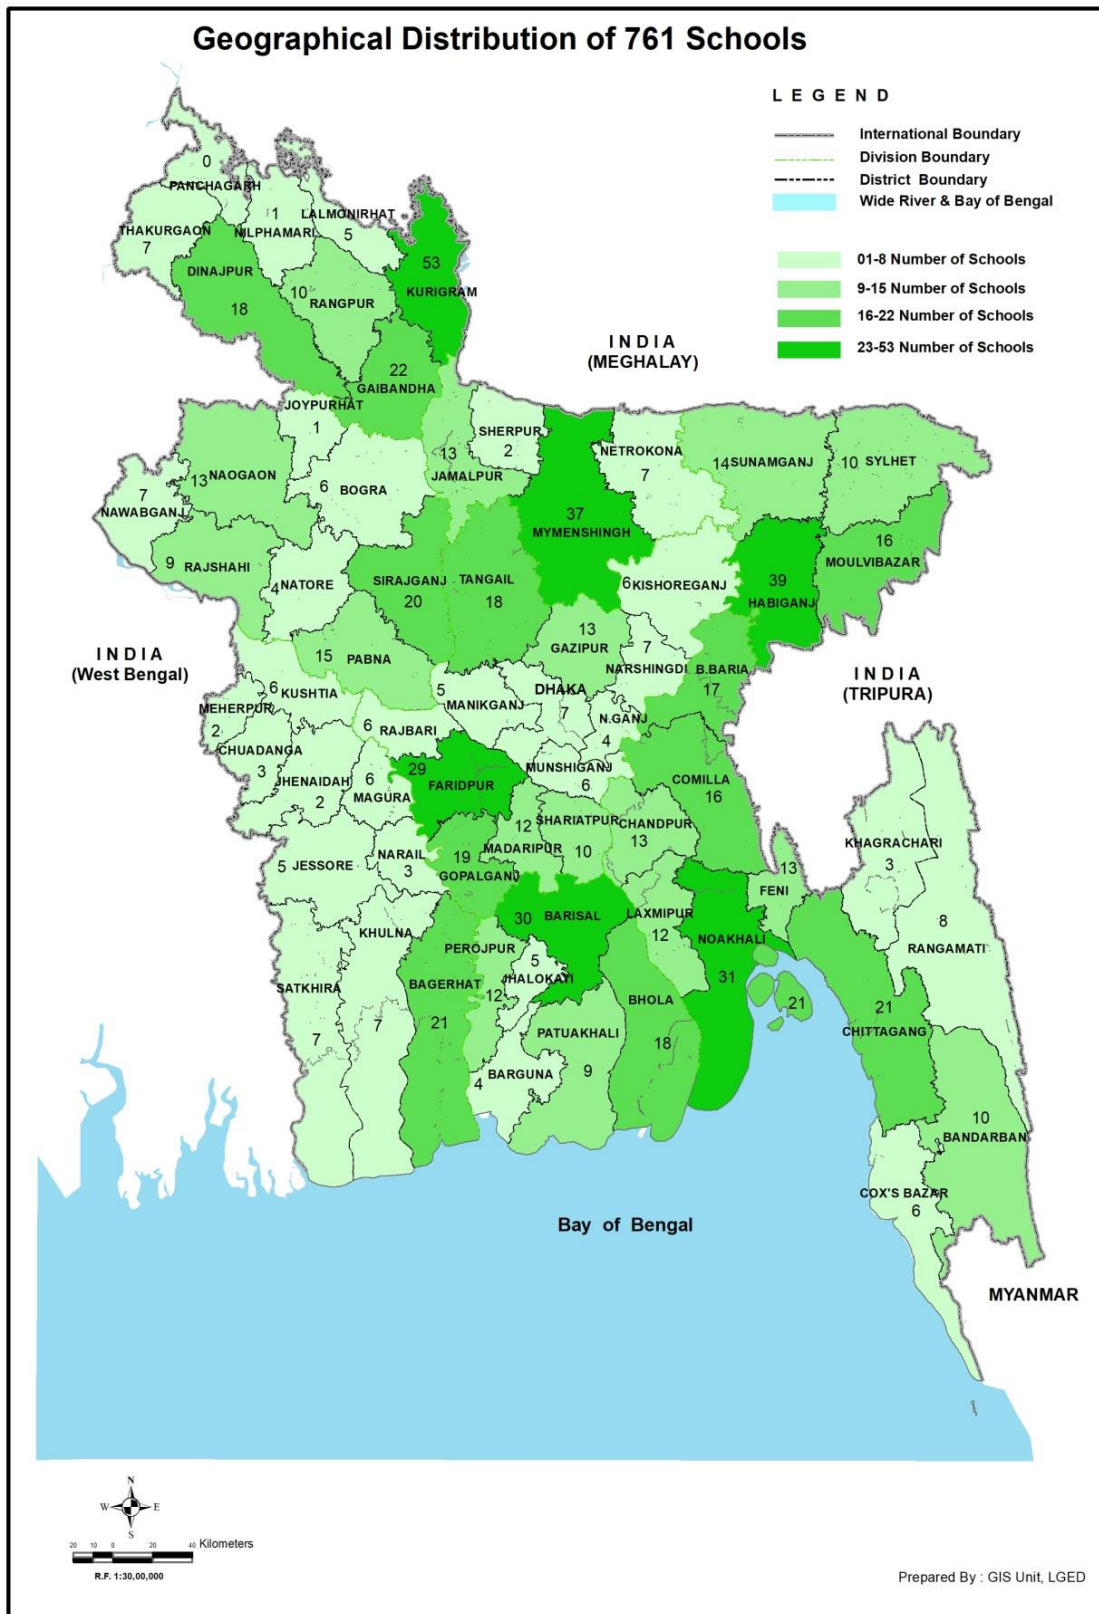 Geographical Distribution of 761 Schools
L E G E N D
International Boundary
Division Boundary
District Boundary
Wide River & Bay of Bengal
01-8 Number of Schools
9-15 Number of Schools
16-22 Number of Schools
23-53 Number of Schools
0
PANCHAGARH
THAKURGAON
7
1
NILPHAMARI
LALMONIRHAT
5
DINAJPUR
18
10
RANGPUR
53
KURIGRAM
22
GAIBANDHA
I N D I A
(MEGHALAY)
JOYPURHAT
1
13
NAOGAON
6
BOGRA
7
NAWABGANJ
9
RAJSHAHI
4
NATORE
13
JAMALPUR
SHERPUR
2
37
MYMENSHINGH
NETROKONA
7
14
SUNAMGANJ
10
SYLHET
16
MOULVIBAZAR
39
HABIGANJ
SIRAJGANJ
20
TANGAIL
18
6
KISHOREGANJ
13
GAZIPUR
7
NARSHINGDI
B.BARIA
17
I N D I A
(West Bengal)
I N D I A
(TRIPURA)
15
PABNA
6
KUSHTIA
MEHERPUR
2
CHUADANGA
3
JHENAIDAH
2
6
MAGURA
6
RAJBARI
5
MANIKGANJ
DHAKA
7
N.GANJ
4
MUNSHIGANJ
6
29
FARIDPUR
COMILLA
16
12
MADARIPUR
SHARIATPUR
10
CHANDPUR
13
5
JESSORE
NARAIL
3
19
GOPALGANJ
13
FENI
KHAGRACHARI
3
8
RANGAMATI
KHULNA
7
SATKHIRA
7
BAGERHAT
21
PEROJPUR
12
30
BARISAL
5
JHALOKATI
LAXMIPUR
12
NOAKHALI
31
21
21
CHITTAGANG
BHOLA
18
PATUAKHALI
9
4
BARGUNA
10
BANDARBAN
COX'S BAZAR
6
Bay of Bengal
MYANMAR
N
W
E
S
20 10 0 20 40 Kilometers
R.F. 1:30,00,000
Prepared By : GIS Unit, LGED